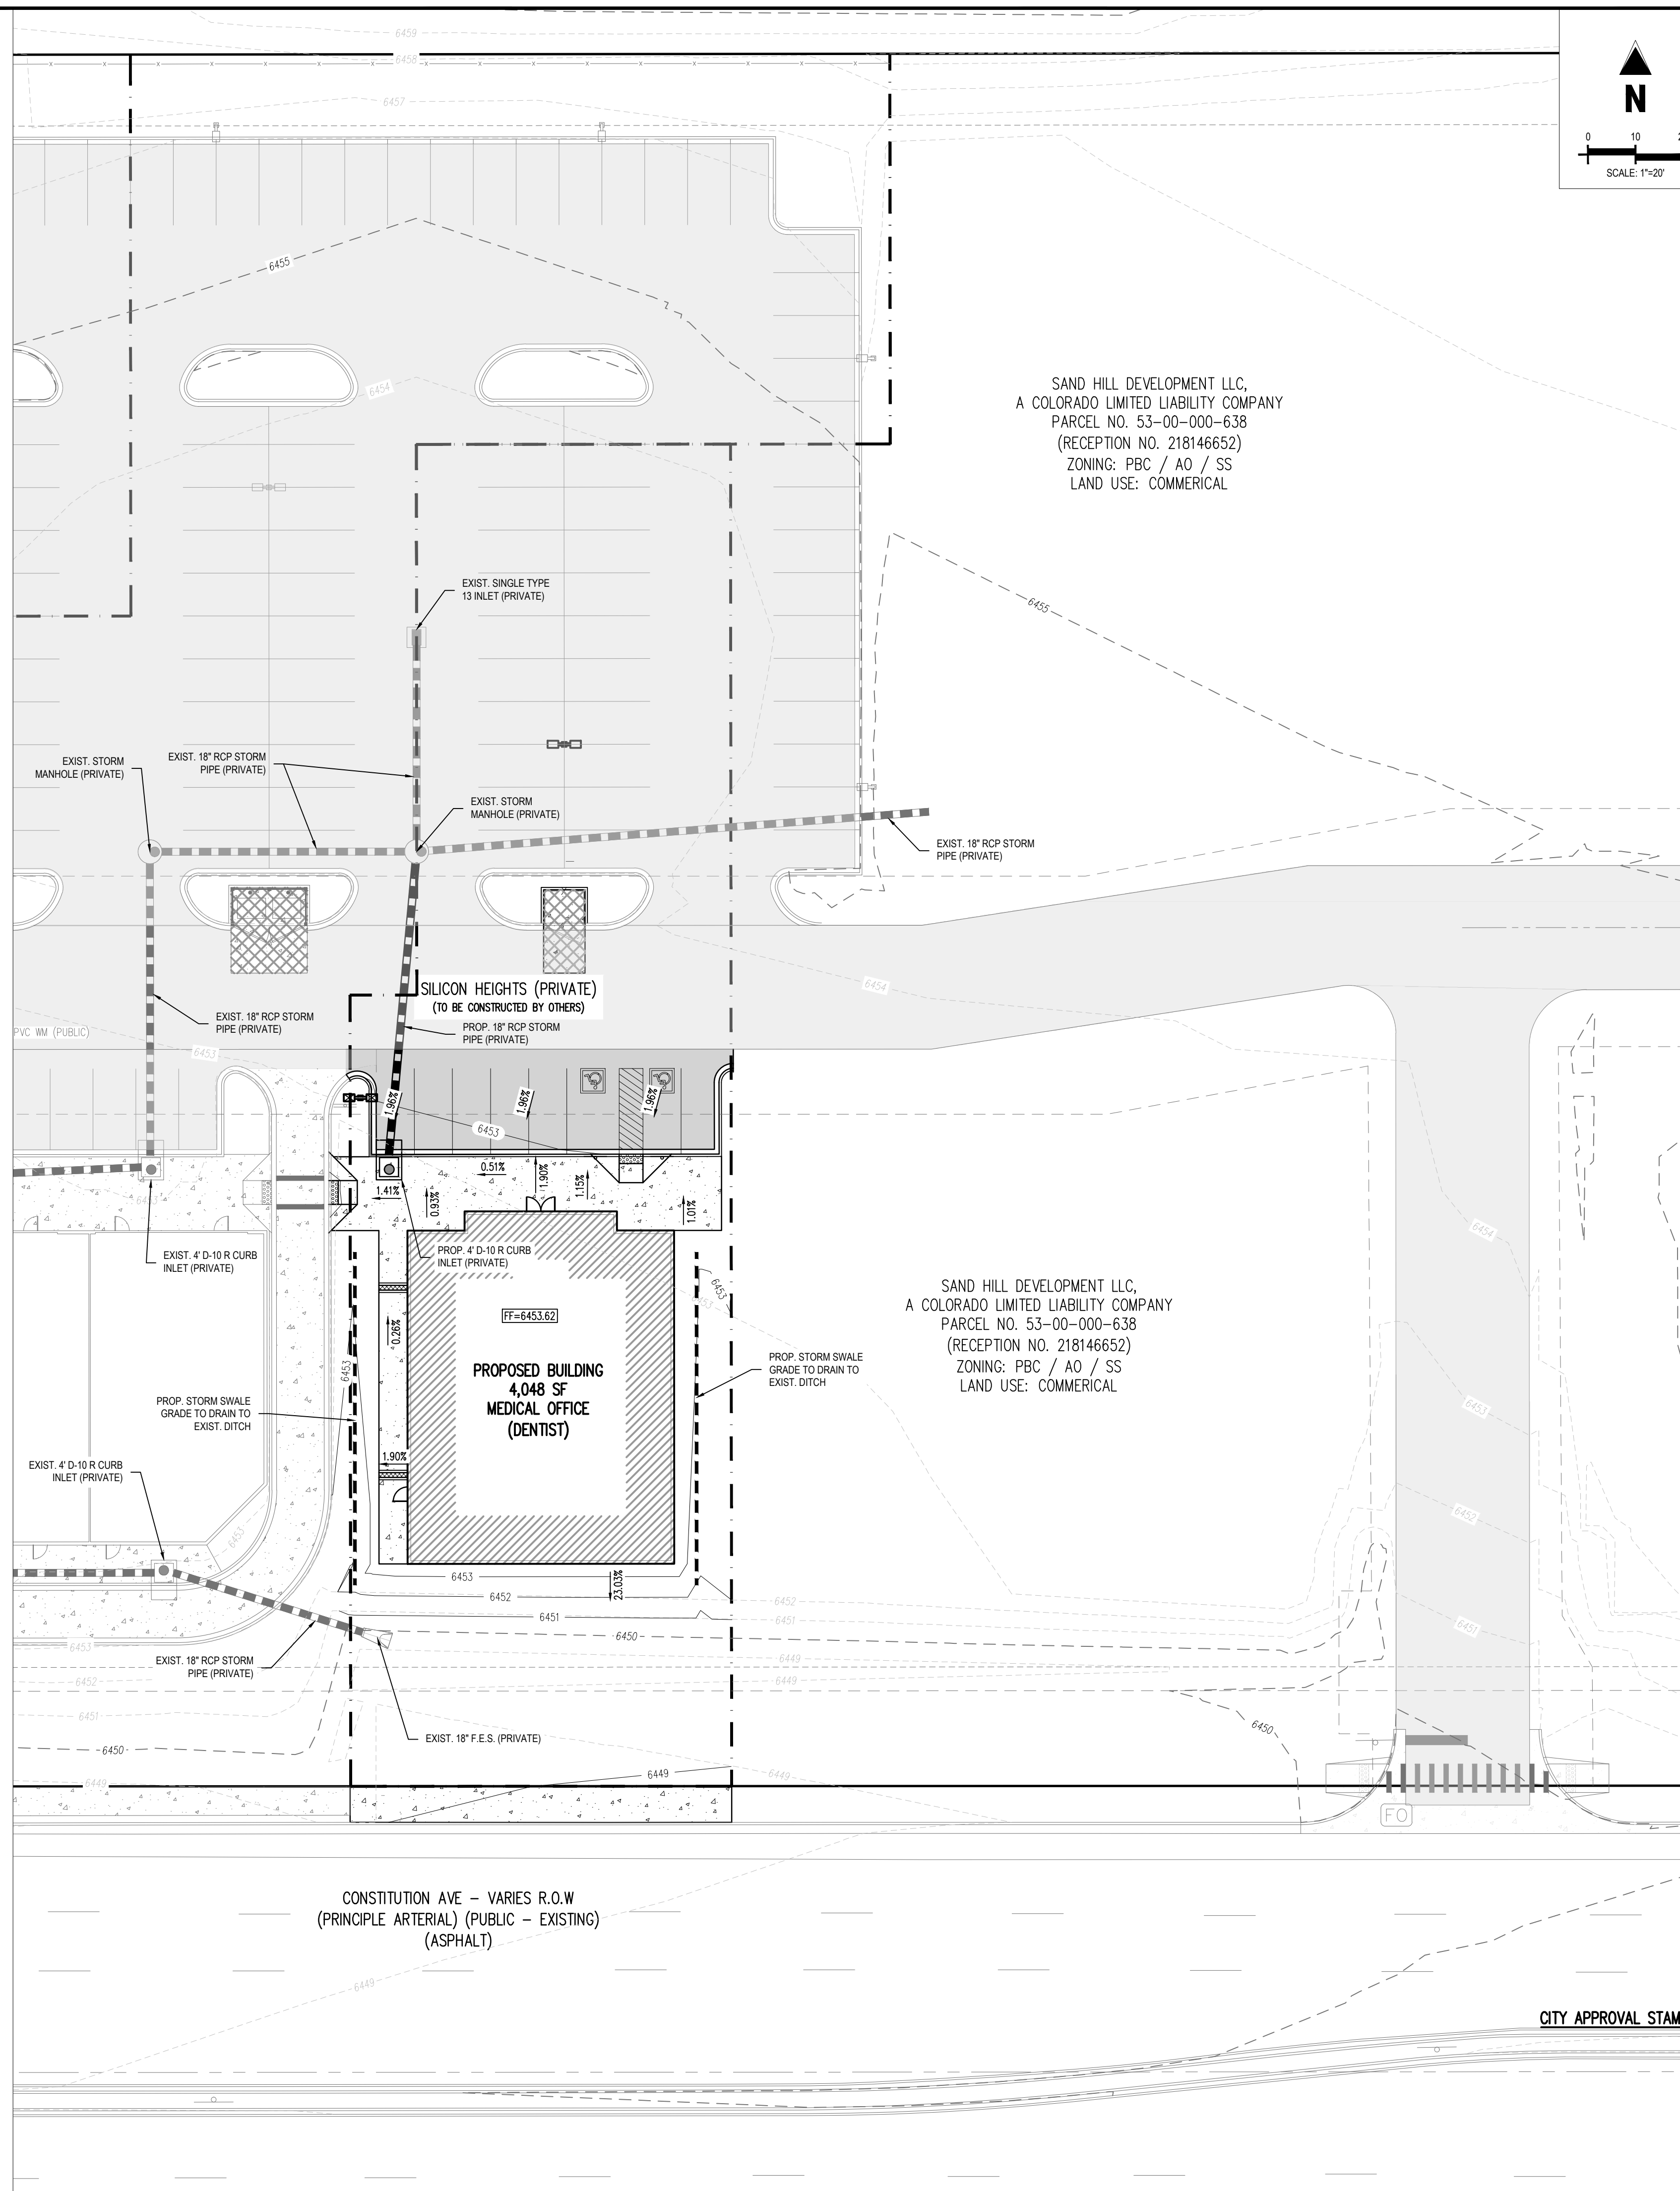 6459
6458
6457
N
0 10
SCALE: 1"=20'
6455
6454
SAND HILL DEVELOPMENT LLC,
A COLORADO LIMITED LIABILITY COMPANY
PARCEL NO. 53-00-000-638
(RECEPTION NO. 218146652)
ZONING: PBC / AO / SS
LAND USE: COMMERICAL
EXIST. SINGLE TYPE
13 INLET (PRIVATE)
6455
EXIST. STORM
MANHOLE (PRIVATE)
EXIST. 18" RCP STORM
PIPE (PRIVATE)
EXIST. STORM
MANHOLE (PRIVATE)
EXIST. 18" RCP STORM
PIPE (PRIVATE)
SILICON HEIGHTS (PRIVATE)
(TO BE CONSTRUCTED BY OTHERS)
6454
EXIST. 18" RCP STORM
PIPE (PRIVATE)
PROP. 18" RCP STORM
PIPE (PRIVATE)
PVC WM (PUBLIC)
6453
1.96%
1.96%
1.96%
6453
0.51%
1.90%
1.15%
1.41%
0.93%
1.01%
6453
6454
EXIST. 4' D-10 R CURB
INLET (PRIVATE)
PROP. 4' D-10 R CURB
INLET (PRIVATE)
6453
6453
FF=6453.62
0.26%
SAND HILL DEVELOPMENT LLC,
A COLORADO LIMITED LIABILITY COMPANY
PARCEL NO. 53-00-000-638
(RECEPTION NO. 218146652)
ZONING: PBC / AO / SS
LAND USE: COMMERICAL
6453
PROPOSED BUILDING
4,048 SF
MEDICAL OFFICE
(DENTIST)
PROP. STORM SWALE
GRADE TO DRAIN TO
EXIST. DITCH
PROP. STORM SWALE
GRADE TO DRAIN TO
EXIST. DITCH
6453
1.90%
EXIST. 4' D-10 R CURB
INLET (PRIVATE)
6452
6453
6453
23.03%
6452
6452
6451
6451
6451
6450
6453
6449
EXIST. 18" RCP STORM
PIPE (PRIVATE)
6452
6449
6451
6450
EXIST. 18" F.E.S. (PRIVATE)
6450
6449
6449
6449
FO
CONSTITUTION AVE - VARIES R.O.W
(PRINCIPLE ARTERIAL) (PUBLIC - EXISTING)
(ASPHALT)
6449
CITY APPROVAL STAM